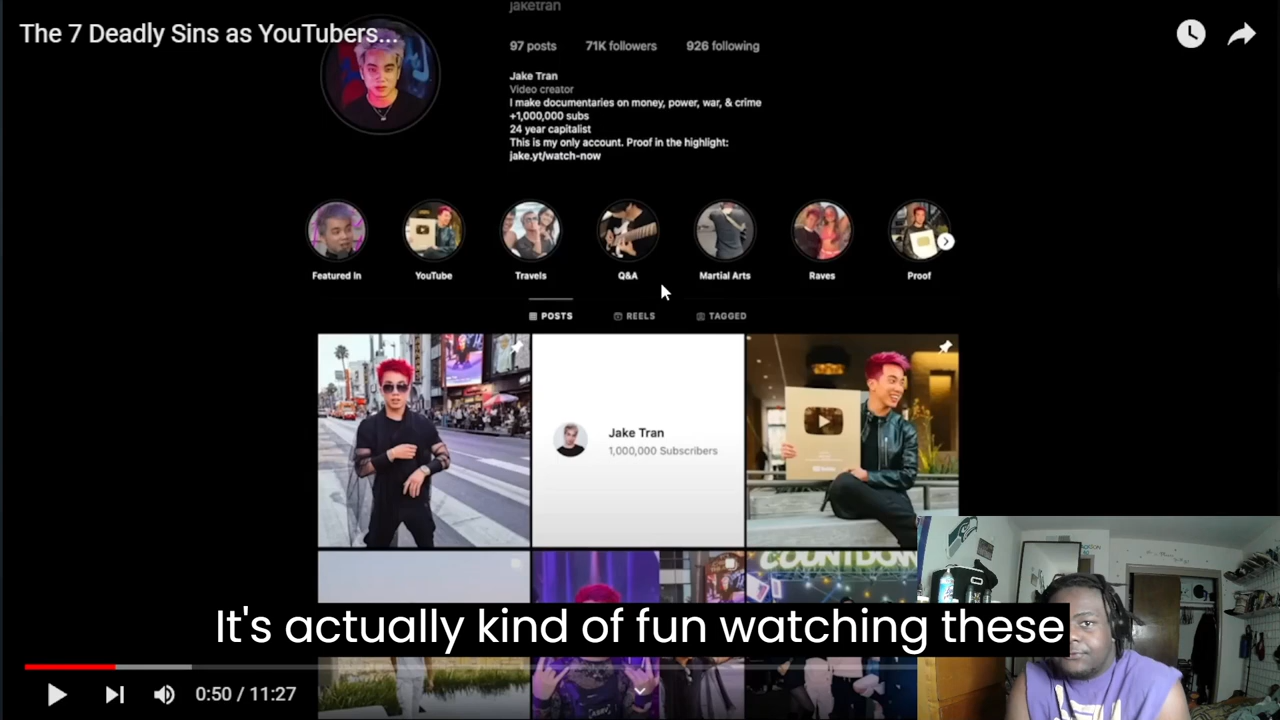 jaketran
The 7 Deadly Sins as YouTubers...
97 posts 71K followers 926 following
Jake Tran
Video creator
I make documentaries on money, power, war, & crime
+1,000,000 subs
24 year capitalist
This is my only account. Proof in the highlight:
jake.yt/watch-now
Featured In YouTube Travels Q&A Martial Arts Raves Proof
POSTS REELS TAGGED
Jake Tran
1,000,000 Subscribers
COUNTDOWN
It's actually kind of fun watching these
0:50 / 11:27